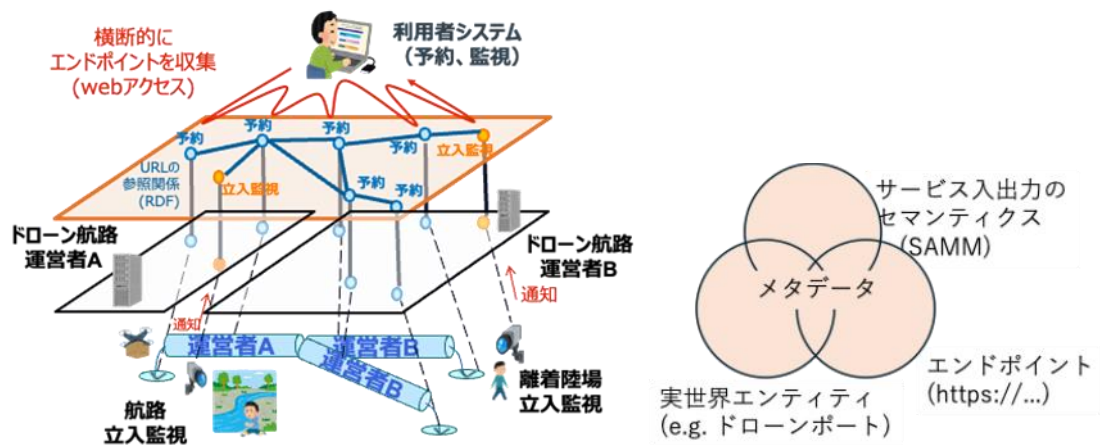 横断的に
エンドポイントを収集
(webアクセス)
利用者システム
(予約、監視)
予約
予約
予約
予約
立入監視
URLの
参照関係
(RDF)
立入監視
予約
予約
ドローン航路
運営者A
ドローン航路
運営者B
通知
通知
運営者A
運営者B
運営者B
航路
立入監視
離着陸場
立入監視
サービス入出力の
セマンティクス
(SAMM)
メタデータ
エンドポイント
(https://...)
実世界エンティティ
(e.g. ドローンポート)